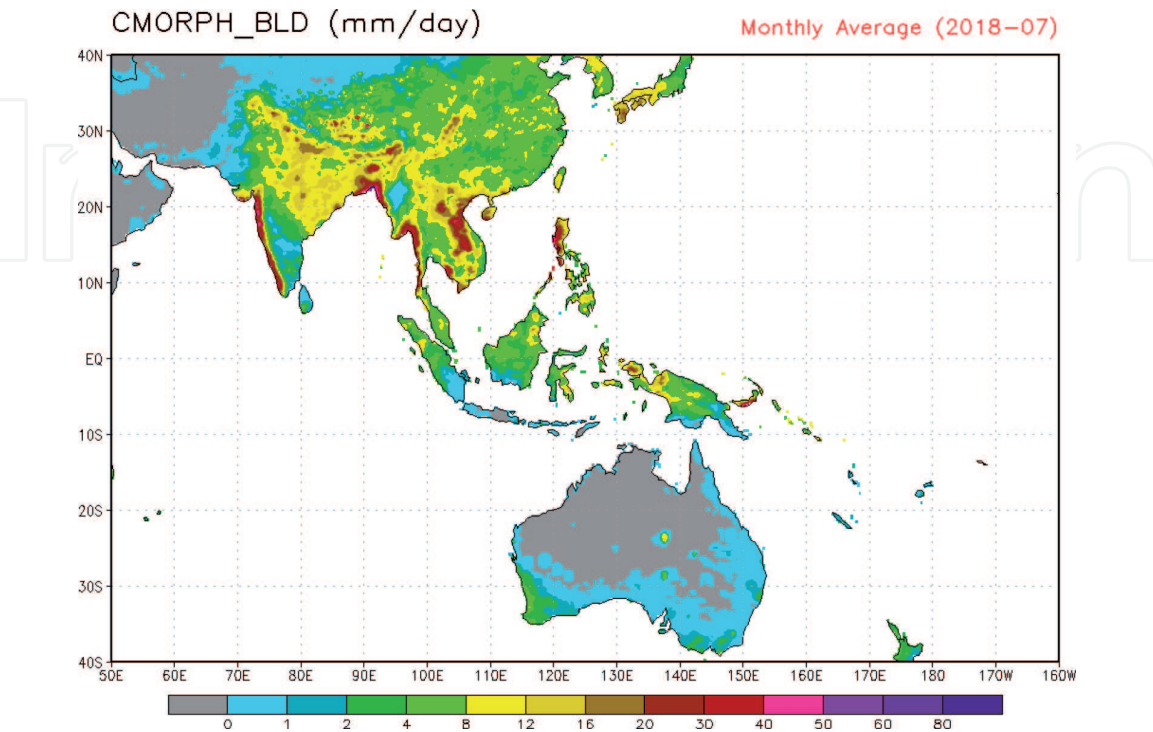 CMORPH_BLD (mm/day)
Monthly Average (2018-07)
40N
30N
20N
10N
EQ
10S
20S
30S
40S
50E 60E 70E 80E 90E 100E 110E 120E 130E 140E 150E 160E 170E 180 170W 160W
0 1 2 4 8 12 16 20 30 40 50 60 80